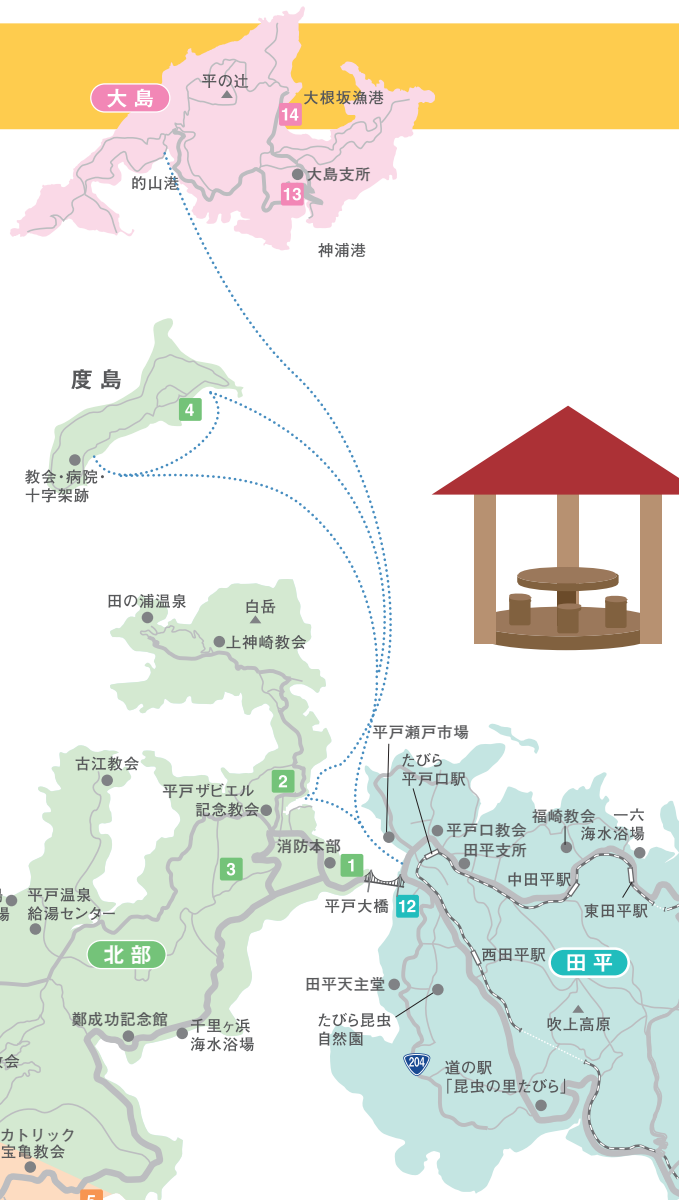 平の辻
大島
大根坂漁港
14
大島支所
的山港
13
神浦港
度島
4
教会・病院・
十字架跡
田の浦温泉
白岳
上神崎教会
平戸瀬戸市場
古江教会
たびら
平戸口駅
2
平戸ザビエル
記念教会
福崎教会
一六
海水浴場
平戸口教会
消防本部
田平支所
1
3
中田平駅
平戸温泉
給湯センター
場
平戸大橋
12
東田平駅
北部
西田平駅
田平
田平天主堂
鄭成功記念館
千里ヶ浜
海水浴場
たびら昆虫
自然園
吹上高原
教会
204
道の駅
「昆虫の里たびら」
カトリック
宝亀教会
5